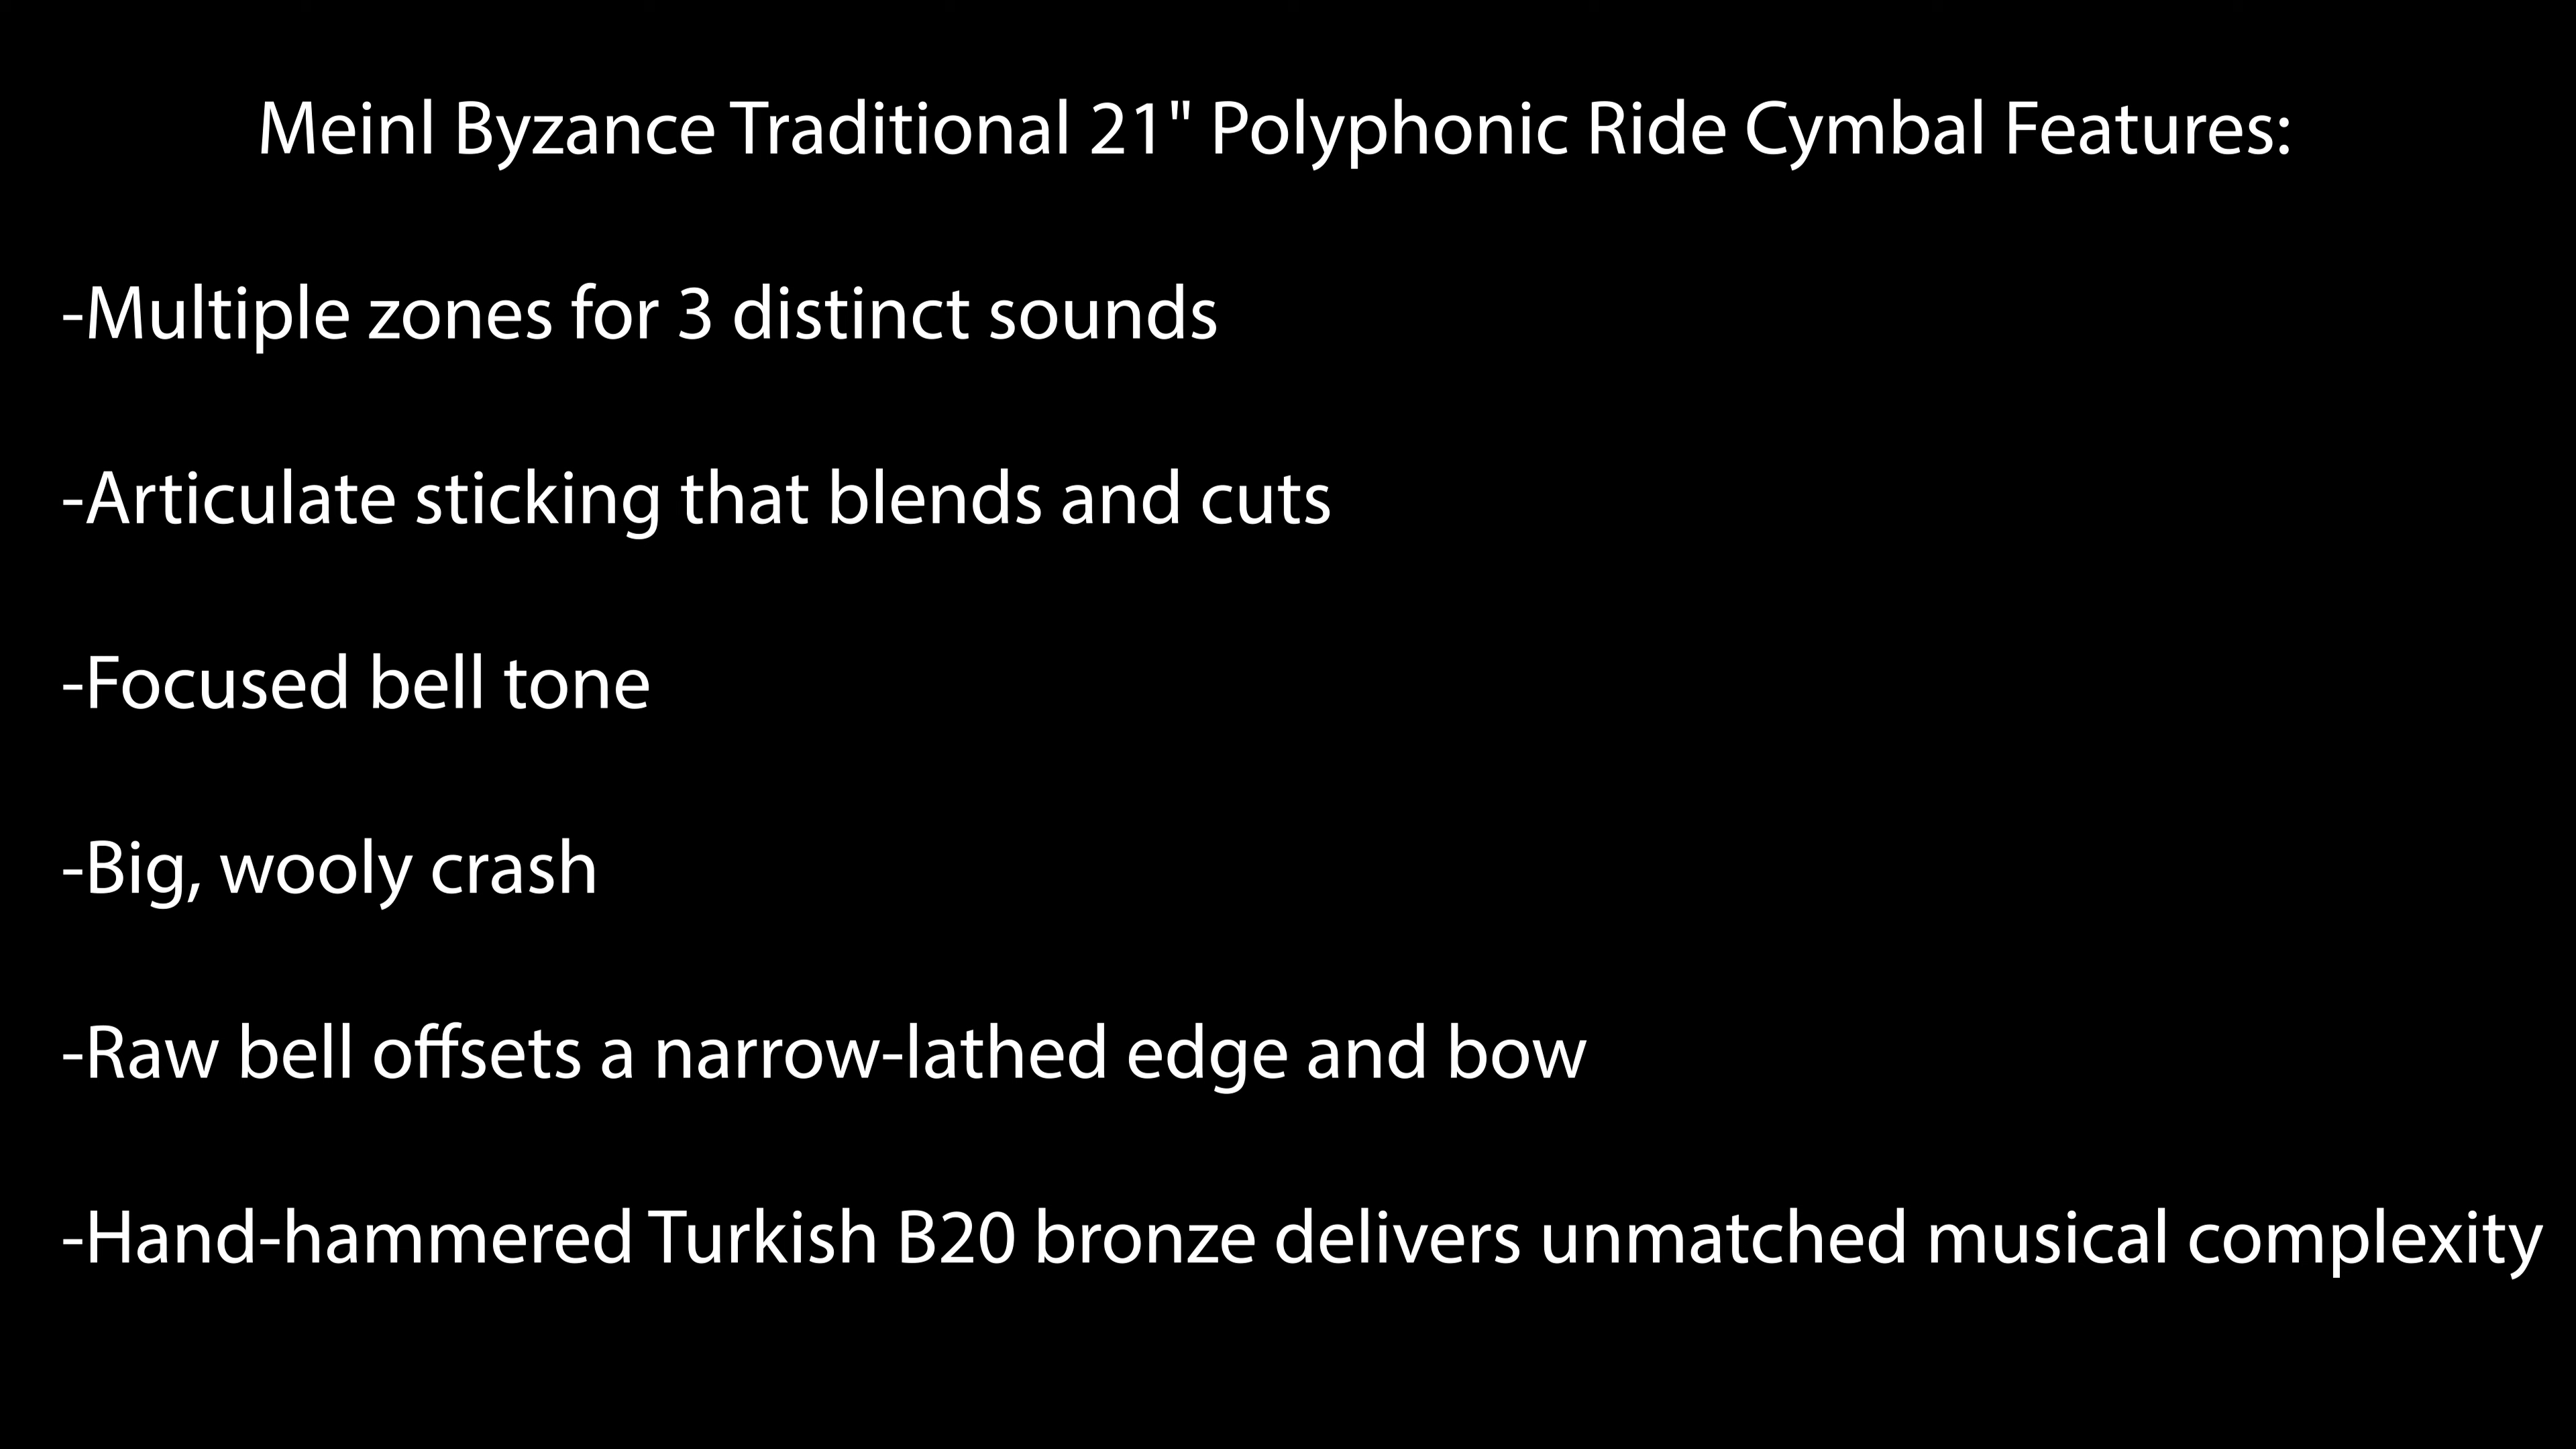 Meinl Byzance Traditional 21" Polyphonic Ride Cymbal Features:
-Multiple zones for 3 distinct sounds
-Articulate sticking that blends and cuts
-Focused bell tone
-Big, wooly crash
-Raw bell offsets a narrow-lathed edge and bow
-Hand-hammered Turkish B20 bronze delivers unmatched musical complexity